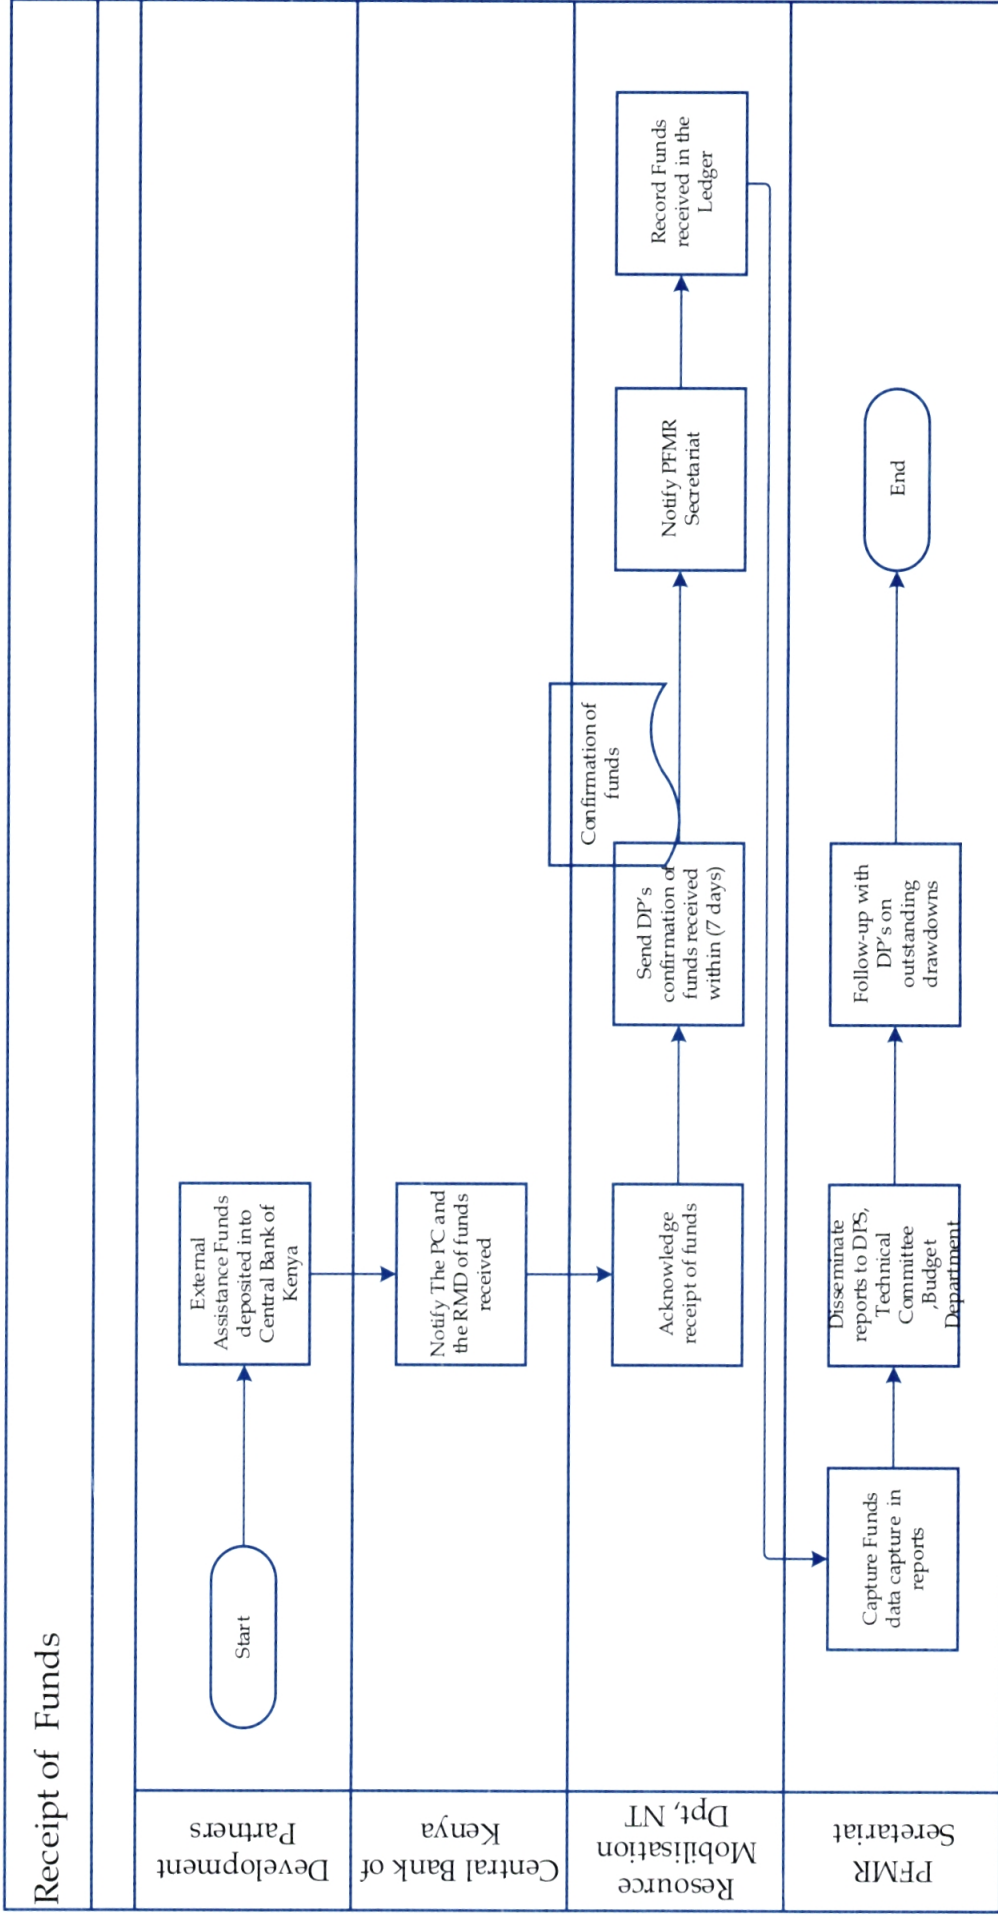 Receipt of Funds
Development
Partners
Start
External
Assistance Funds
deposited into
Central Bank of
Kenya
Central Bank of
Kenya
Notify The PC and
the RMD of funds
received
Resource
Mobilisation
Dpt, NT
Acknowledge
receipt of funds
Send DP's
confirmation of
funds received
within (7 days)
Confirmation of
funds
Notify PFMR
Secretariat
Record Funds
received in the
Ledger
PFMR
Seretariat
Capture Funds
data capture in
reports
Disseminate
reports to DPS,
Technical
Committee
,Budget
Department
Follow-up with
DP's on
outstanding
drawdowns
End